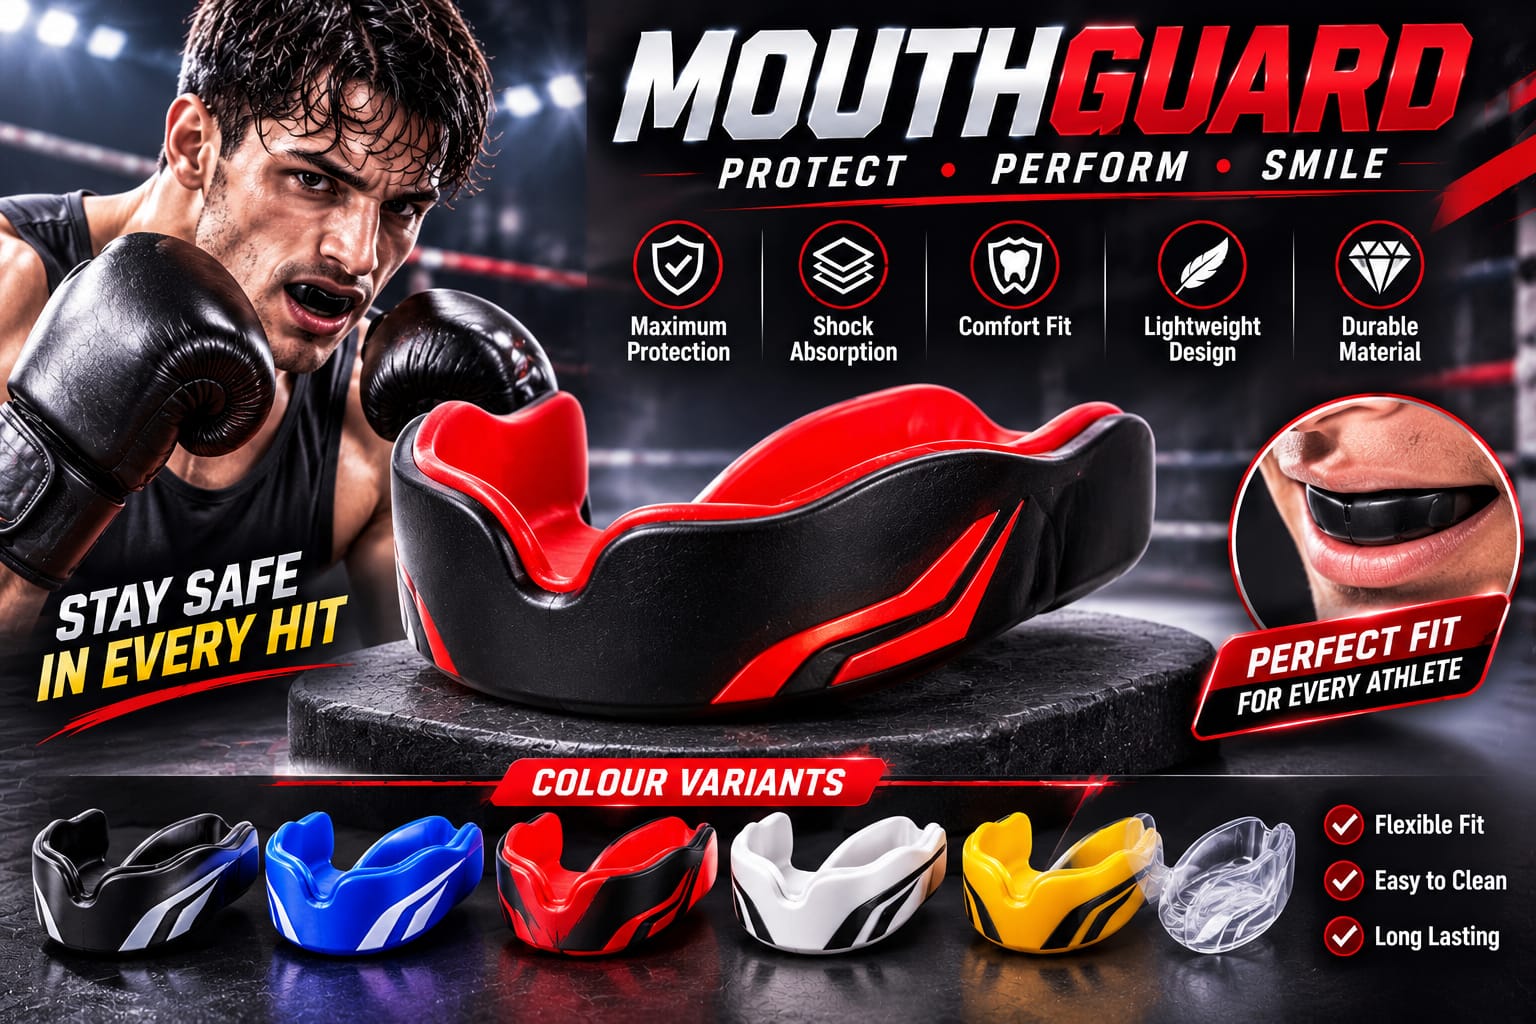 MOUTHGUARD
PROTECT • PERFORM • SMILE
Maximum
Protection
Shock
Absorption
Comfort Fit
Lightweight
Design
Durable
Material
STAY SAFE
IN EVERY HIT
PERFECT FIT
FOR EVERY ATHLETE
COLOUR VARIANTS
Flexible Fit
Easy to Clean
Long Lasting